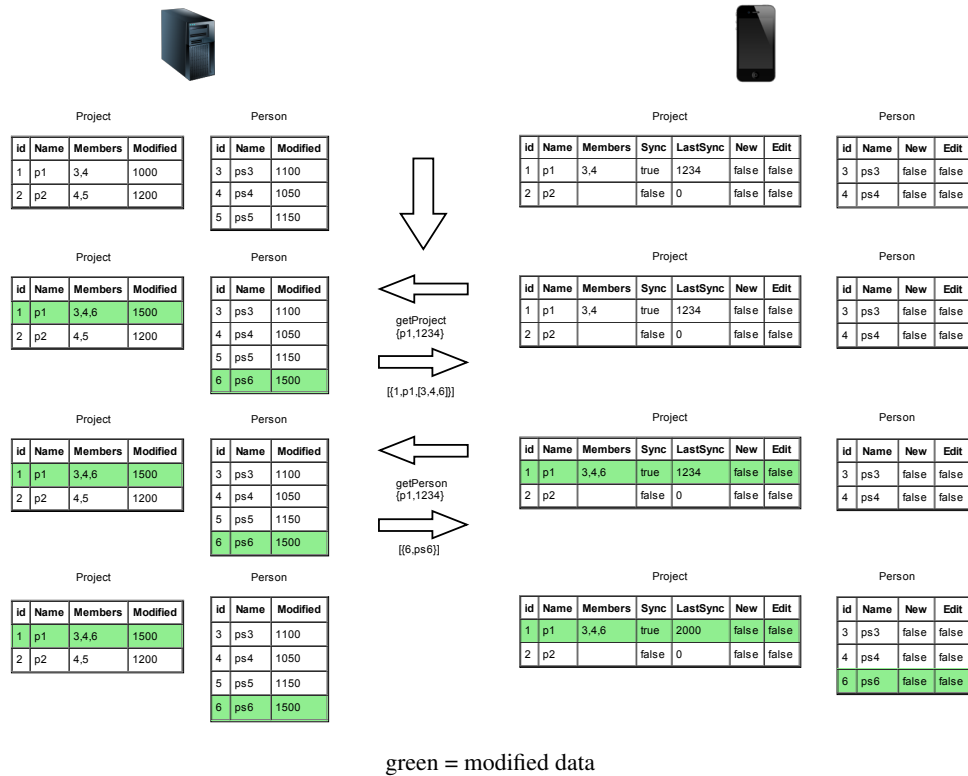 Project Person Project Person
id Name Members Modified id Name Modified id Name Members Sync LastSync New Edit id Name New Edit
1 p1 3,4 1000 3 ps3 1100 1 p1 3,4 true 1234 false false 3 ps3 false false
2 p2 4,5 1200 4 ps4 1050 2 p2 false 0 false false 4 ps4 false false
5 ps5 1150
Project Person Project Person
id Name Members Modified id Name Modified id Name Members Sync LastSync New Edit id Name New Edit
1 p1 3,4,6 1500 3 ps3 1100 1 p1 3,4 true 1234 false false 3 ps3 false false
getProject
2 p2 4,5 1200 4 ps4 1050 {p1,1234} 2 p2 false 0 false false 4 ps4 false false
5 ps5 1150
6 ps6 1500
[{1,p1,[3,4,6]}]
Project Person Project Person
id Name Members Modified id Name Modified id Name Members Sync LastSync New Edit id Name New Edit
1 p1 3,4,6 1500 3 ps3 1100 1 p1 3,4,6 true 1234 false false 3 ps3 false false
getPerson
2 p2 4,5 1200 4 ps4 1050 {p1,1234} 2 p2 false 0 false false 4 ps4 false false
5 ps5 1150
6 ps6 1500
[{6,ps6}]
Project Person Project Person
id Name Members Modified id Name Modified id Name Members Sync LastSync New Edit id Name New Edit
1 p1 3,4,6 1500 3 ps3 1100 1 p1 3,4,6 true 2000 false false 3 ps3 false false
2 p2 4,5 1200 4 ps4 1050 2 p2 false 0 false false 4 ps4 false false
5 ps5 1150 6 ps6 false false
6 ps6 1500
green = modified data